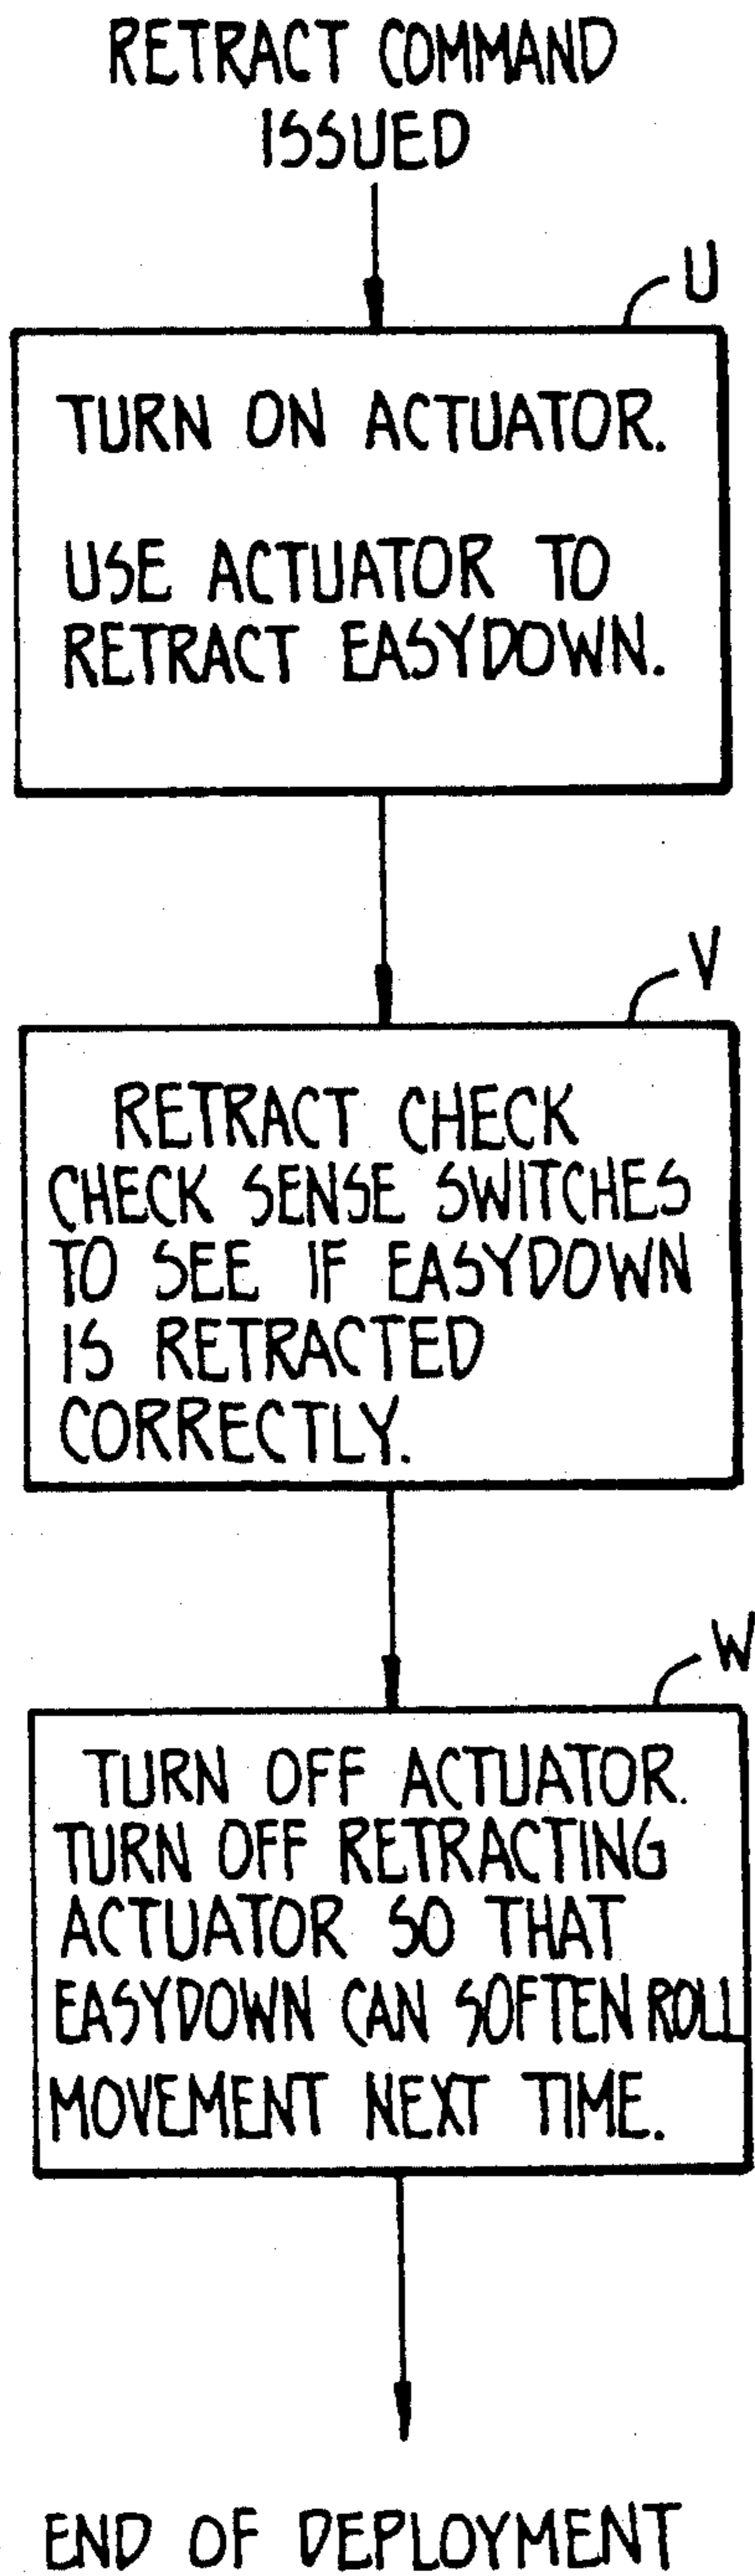 RETRACT COMMAND
ISSUED
U
TURN ON ACTUATOR.
USE ACTUATOR TO
RETRACT EASYDOWN.
V
RETRACT CHECK
CHECK SENSE SWITCHES
TO SEE IF EASYDOWN
IS RETRACTED
CORRECTLY.
W
TURN OFF ACTUATOR.
TURN OFF RETRACTING
ACTUATOR SO THAT
EASYDOWN CAN SOFTEN ROLL
MOVEMENT NEXT TIME.
END OF DEPLOYMENT